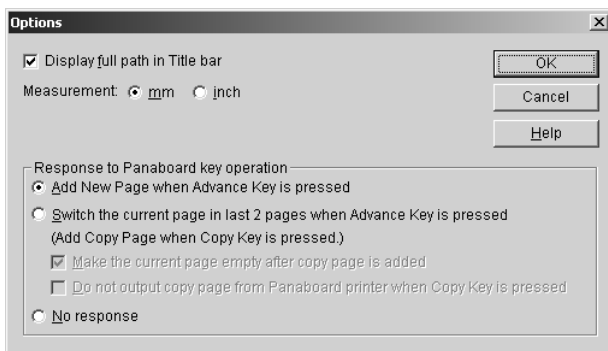 Options
Display full path in Title bar
OK
Measurement: mm inch
Cancel
Help
Response to Panaboard key operation
Add New Page when Advance Key is pressed
Switch the current page in last 2 pages when Advance Key is pressed
(Add Copy Page when Copy Key is pressed.)
Make the current page empty after copy page is added
Do not output copy page from Panaboard printer when Copy Key is pressed
No response